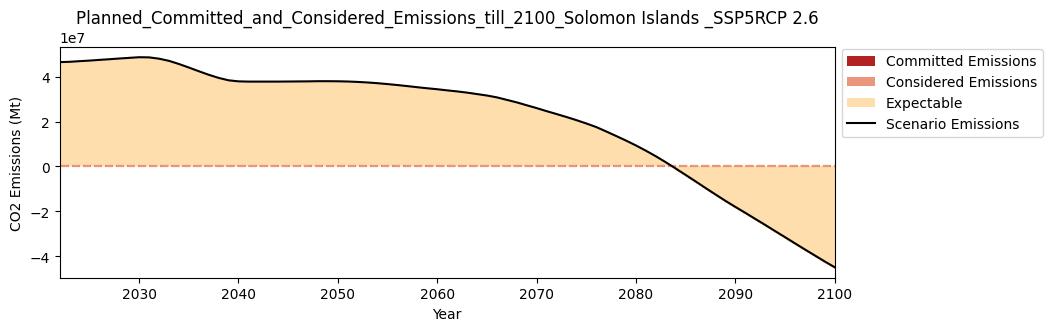 Planned_Committed_and_Considered_Emissions_till_2100_Solomon Islands _SSP5RCP 2.6
1e7
Committed Emissions
Considered Emissions
Expectable
Scenario Emissions
4
2
0
−2
−4
CO2 Emissions (Mt)
2030 2040 2050 2060 2070 2080 2090 2100
Year